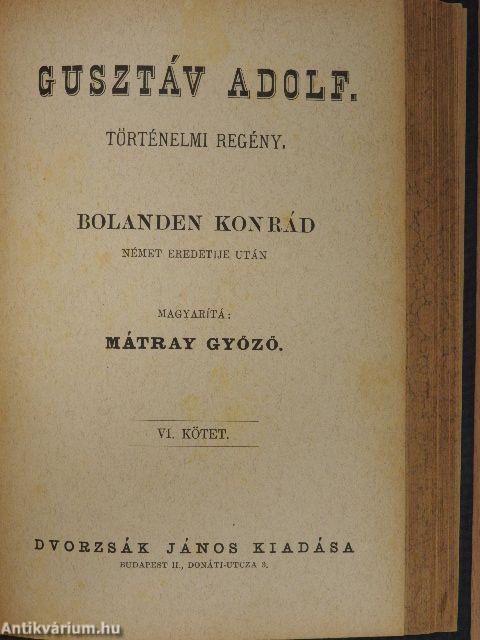 GUSZTÁV ADOLF.
TÖRTÉNELMI REGÉNY.
BOLANDEN KONRÁD
NÉMET EREDETIJE UTÁN
MAGYARÍTÁ:
MÁTRAY GYŐZŐ.
VI. KÖTET.
DVORZSÁK JÁNOS KIADÁSA
BUDAPEST II., DONÁTI-UTCZA 3.
Antikvárium.hu